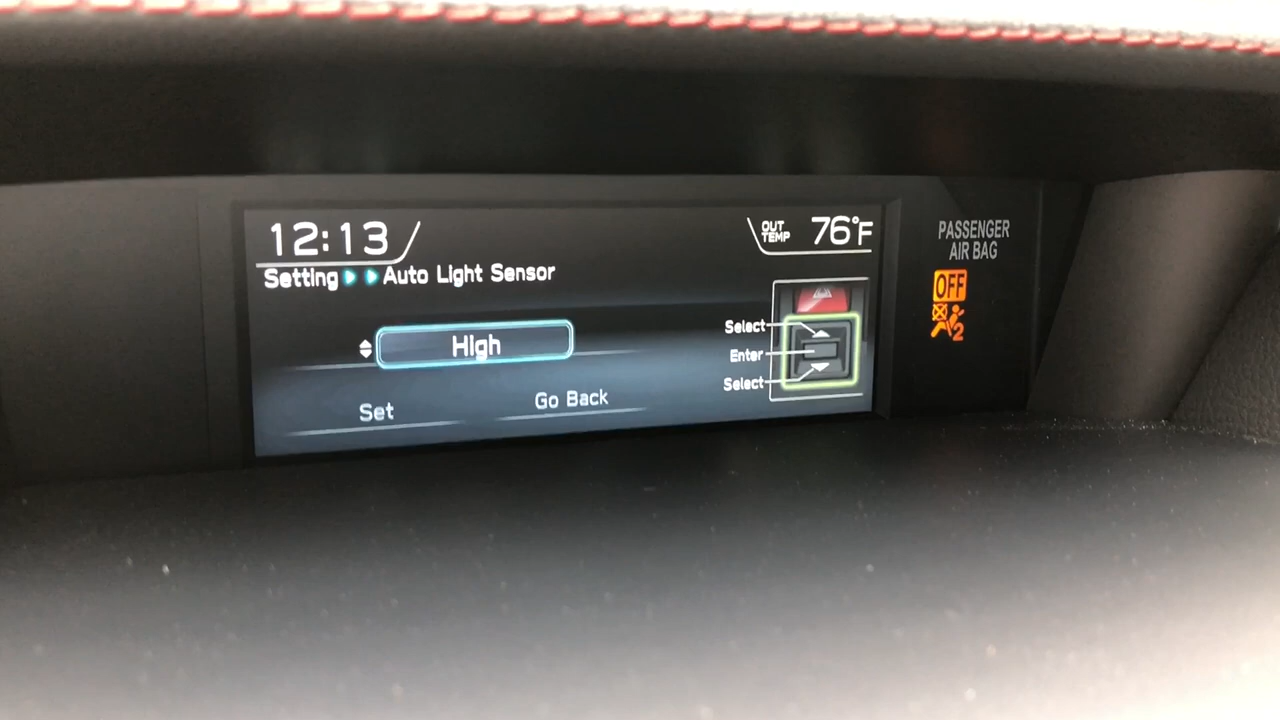 12:13
OUT TEMP 76°F
Setting Auto Light Sensor
High
Set
Go Back
Select
Enter
Select
PASSENGER
AIR BAG
OFF
2